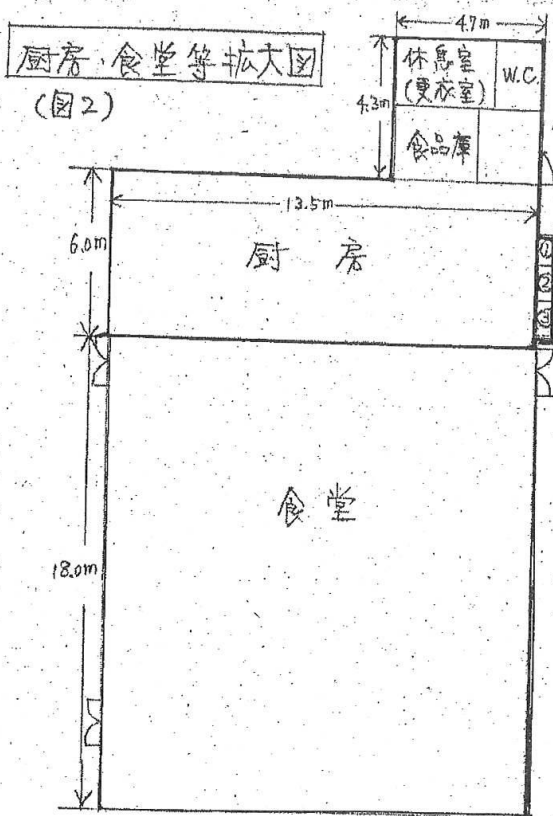 厨房・食堂等拡大図
(図2)
4.7m
4.3m
休息室
(更衣室)
W.C.
食品庫
13.5m
6.0m
厨房
①
②
③
食堂
18.0m